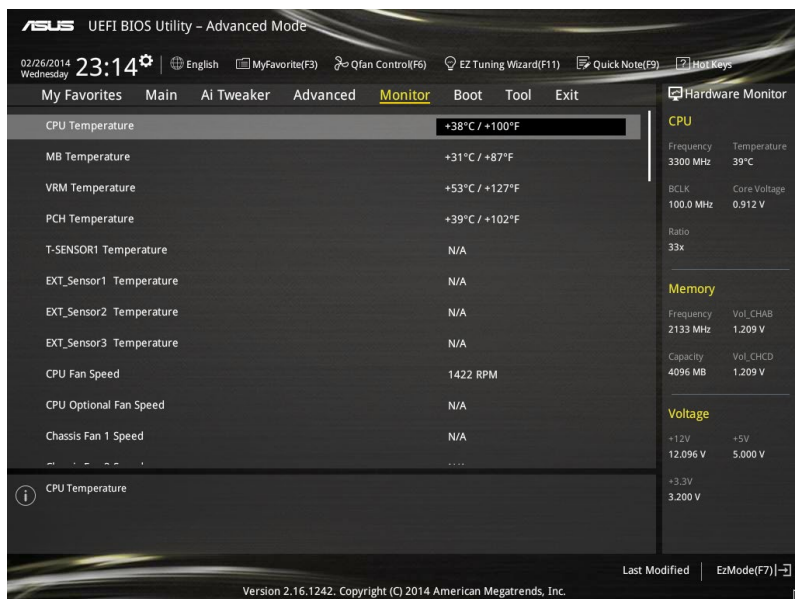 ASUS UEFI BIOS Utility – Advanced Mode
02/26/2014
Wednesday
23:14
English
MyFavorite(F3)
Qfan Control(F6)
EZ Tuning Wizard(F11)
Quick Note(F9)
? Hot Keys
My Favorites Main Ai Tweaker Advanced Monitor Boot Tool Exit
CPU Temperature +38°C / +100°F
MB Temperature +31°C / +87°F
VRM Temperature +53°C / +127°F
PCH Temperature +39°C / +102°F
T-SENSOR1 Temperature N/A
EXT_Sensor1 Temperature N/A
EXT_Sensor2 Temperature N/A
EXT_Sensor3 Temperature N/A
CPU Fan Speed 1422 RPM
CPU Optional Fan Speed N/A
Chassis Fan 1 Speed N/A
CPU Temperature
Hardware Monitor
CPU
Frequency Temperature
3300 MHz 39°C
BCLK Core Voltage
100.0 MHz 0.912 V
Ratio
33x
Memory
Frequency Vol_CHAB
2133 MHz 1.209 V
Capacity Vol_CHCD
4096 MB 1.209 V
Voltage
+12V +5V
12.096 V 5.000 V
+3.3V
3.200 V
Last Modified
EzMode(F7)
Version 2.16.1242. Copyright (C) 2014 American Megatrends, Inc.